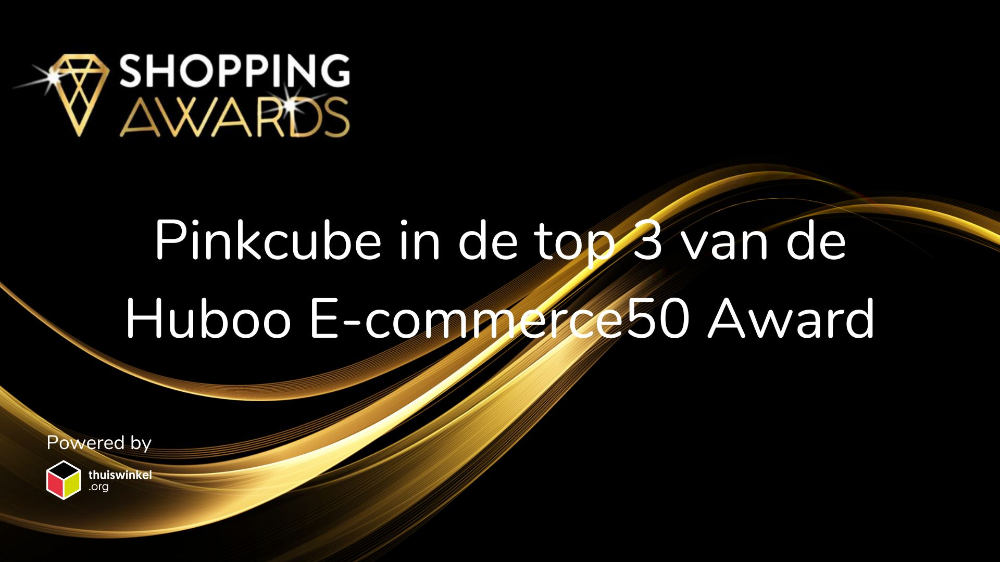 SHOPPING
AWARDS
Pinkcube in de top 3 van de
Huboo E-commerce50 Award
Powered by
thuiswinkel
.org